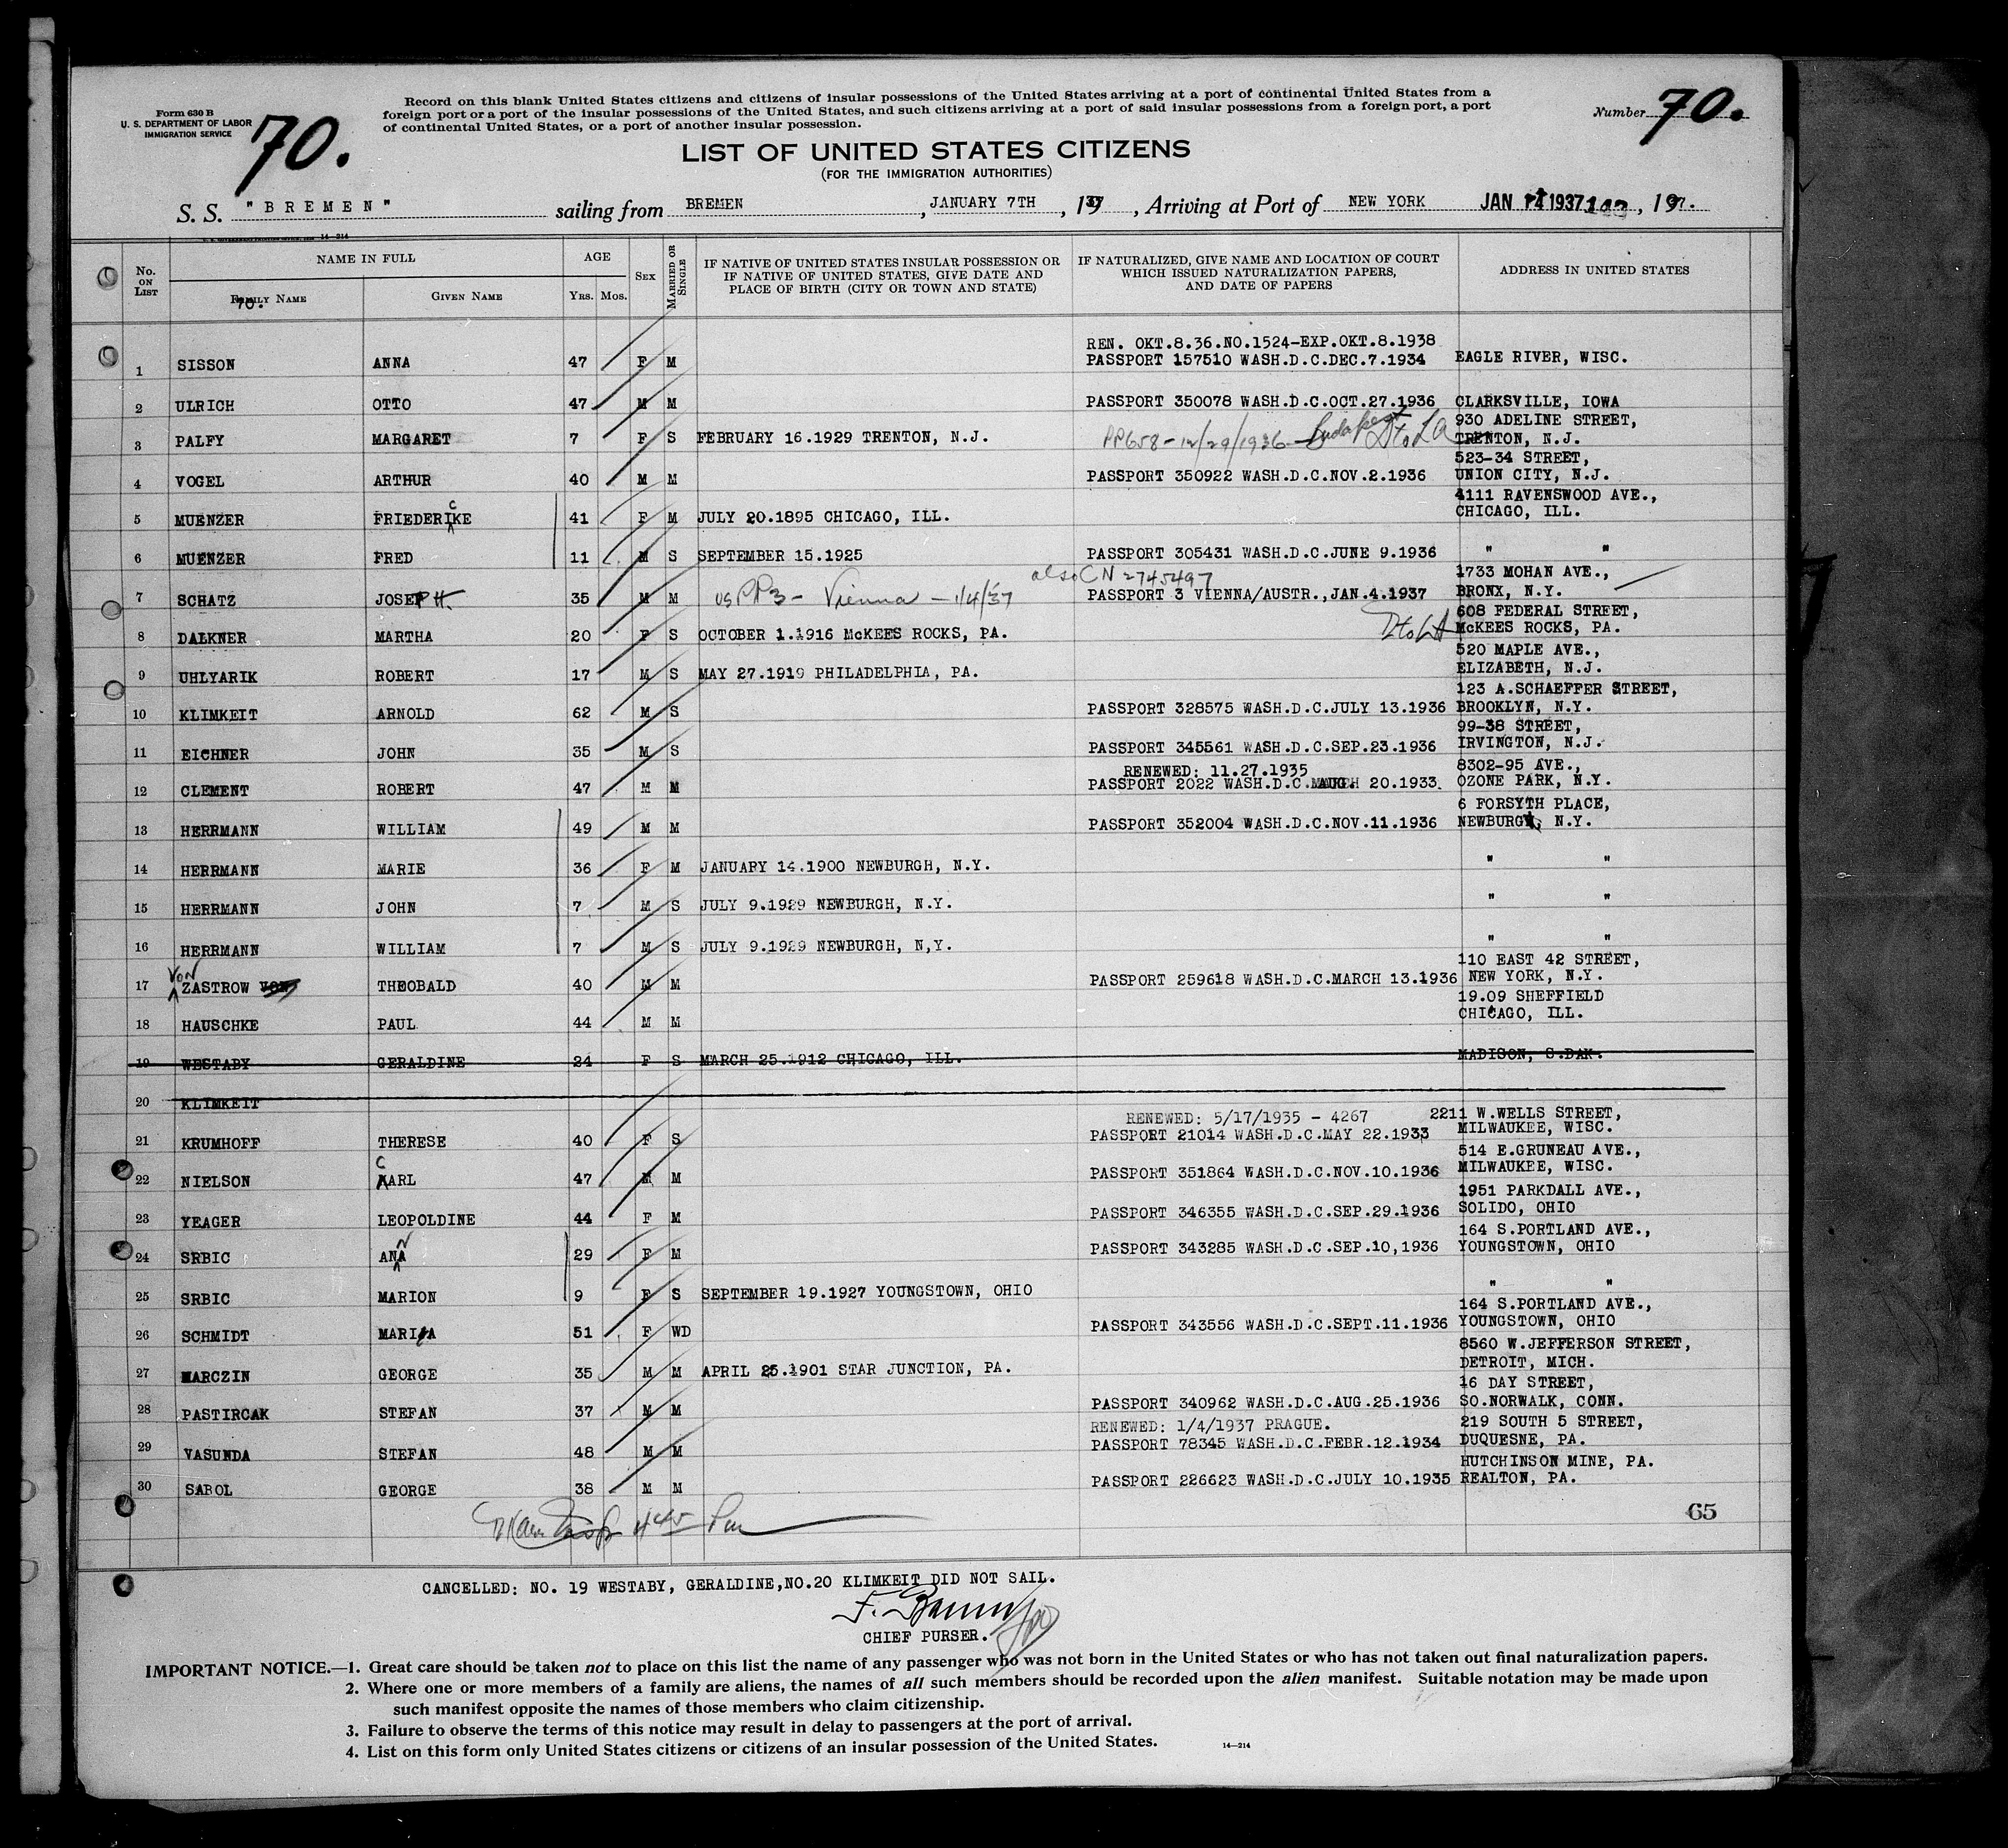 Form 630 B
U. S. DEPARTMENT OF LABOR
IMMIGRATION SERVICE
70.
Record on this blank United States citizens and citizens of insular possessions of the United States arriving at a port of continental United States from a
foreign port or a port of the insular possessions of the United States, and such citizens arriving at a port of said insular possessions from a foreign port, a port
of continental United States, or a port of another insular possession.
Number 70.
LIST OF UNITED STATES CITIZENS
(FOR THE IMMIGRATION AUTHORITIES)
S. S. "BREMEN" sailing from BREMEN, JANUARY 7TH, 1937, Arriving at Port of NEW YORK JAN 14 1937, 19
No. ON LIST NAME IN FULL FAMILY NAME GIVEN NAME AGE YRS. MOS. SEX MARRIED OR SINGLE
IF NATIVE OF UNITED STATES INSULAR POSSESSION OR
IF NATIVE OF UNITED STATES, GIVE DATE AND
PLACE OF BIRTH (CITY OR TOWN AND STATE)
IF NATURALIZED, GIVE NAME AND LOCATION OF COURT
WHICH ISSUED NATURALIZATION PAPERS,
AND DATE OF PAPERS
ADDRESS IN UNITED STATES
70.
REN. OKT.8.36.NO.1524-EXP.OKT.8.1938
1 SISSON ANNA 47 F M PASSPORT 157510 WASH.D.C.DEC.7.1934 EAGLE RIVER, WISC.
2 ULRICH OTTO 47 M M PASSPORT 350078 WASH.D.C.OCT.27.1936 CLARKSVILLE, IOWA
930 ADELINE STREET,
3 PALFY MARGARET 7 F S FEBRUARY 16.1929 TRENTON, N.J. PP658-12/29/1936-Budapest TRENTON, N.J.
523-34 STREET,
4 VOGEL ARTHUR 40 M M PASSPORT 350922 WASH.D.C.NOV.2.1936 UNION CITY, N.J.
4111 RAVENSWOOD AVE.,
5 MUENZER FRIEDERIKE C 41 F M JULY 20.1895 CHICAGO, ILL. CHICAGO, ILL.
6 MUENZER FRED 11 M S SEPTEMBER 15.1925 PASSPORT 305431 WASH.D.C.JUNE 9.1936 " "
also CN 2745497 1733 MOHAN AVE.,
7 SCHATZ JOSEPH. 35 M M US PP3 - Vienna - 1/4/37 PASSPORT 3 VIENNA/AUSTR.,JAN.4.1937 BRONX, N.Y.
608 FEDERAL STREET,
8 DALKNER MARTHA 20 F S OCTOBER 1.1916 McKEES ROCKS, PA. McKEES ROCKS, PA.
520 MAPLE AVE.,
9 UHLYARIK ROBERT 17 M S MAY 27.1919 PHILADELPHIA, PA. ELIZABETH, N.J.
123 A.SCHAEFFER STREET,
10 KLIMKEIT ARNOLD 62 M S PASSPORT 328575 WASH.D.C.JULY 13.1936 BROOKLYN, N.Y.
99-38 STREET,
11 EICHNER JOHN 35 M S PASSPORT 345561 WASH.D.C.SEP.23.1936 IRVINGTON, N.J.
RENEWED: 11.27.1935 8302-95 AVE.,
12 CLEMENT ROBERT 47 M M PASSPORT 2022 WASH.D.C. 20.1933. OZONE PARK, N.Y.
6 FORSYTH PLACE,
13 HERRMANN WILLIAM 49 M M PASSPORT 352004 WASH.D.C.NOV.11.1936 NEWBURGH, N.Y.
14 HERRMANN MARIE 36 F M JANUARY 14.1900 NEWBURGH, N.Y. " "
15 HERRMANN JOHN 7 M S JULY 9.1929 NEWBURGH, N.Y. " "
16 HERRMANN WILLIAM 7 M S JULY 9.1929 NEWBURGH, N,Y. " "
110 EAST 42 STREET,
17 VON ZASTROW VON THEOBALD 40 M M PASSPORT 259618 WASH.D.C.MARCH 13.1936 NEW YORK, N.Y.
19.09 SHEFFIELD
18 HAUSCHKE PAUL 44 M M CHICAGO, ILL.
19 WESTABY GERALDINE 24 F S MARCH 25.1912 CHICAGO, ILL. MADISON, S.DAK.
20 KLIMKEIT
RENEWED: 5/17/1935 - 4267 2211 W.WELLS STREET,
21 KRUMHOFF THERESE 40 F S PASSPORT 21014 WASH.D.C.MAY 22.1933 MILWAUKEE, WISC.
514 E.GRUNEAU AVE.,
22 NIELSON C KARL 47 M M PASSPORT 351864 WASH.D.C.NOV.10.1936 MILWAUKEE, WISC.
1951 PARKDALL AVE.,
23 YEAGER LEOPOLDINE 44 F M PASSPORT 346355 WASH.D.C.SEP.29.1936 SOLIDO, OHIO
164 S.PORTLAND AVE.,
24 SRBIC ANNA 29 F M PASSPORT 343285 WASH.D.C.SEP.10,1936 YOUNGSTOWN, OHIO
25 SRBIC MARION 9 F S SEPTEMBER 19.1927 YOUNGSTOWN, OHIO " "
164 S.PORTLAND AVE.,
26 SCHMIDT MARIA 51 F WD PASSPORT 343556 WASH.D.C.SEPT.11.1936 YOUNGSTOWN, OHIO
8560 W.JEFFERSON STREET,
27 MARCZIN GEORGE 35 M M APRIL 25.1901 STAR JUNCTION, PA. DETROIT, MICH.
16 DAY STREET,
28 PASTIRCAK STEFAN 37 M M PASSPORT 340962 WASH.D.C.AUG.25.1936 SO.NORWALK, CONN.
RENEWED: 1/4/1937 PRAGUE. 219 SOUTH 5 STREET,
29 VASUNDA STEFAN 48 M M PASSPORT 78345 WASH.D.C.FEBR.12.1934 DUQUESNE, PA.
HUTCHINSON MINE, PA.
30 SABOL GEORGE 38 M M PASSPORT 226623 WASH.D.C.JULY 10.1935 REALTON, PA.
65
CANCELLED: NO. 19 WESTABY, GERALDINE,NO.20 KLIMKEIT DID NOT SAIL.
CHIEF PURSER.
IMPORTANT NOTICE.—1. Great care should be taken not to place on this list the name of any passenger who was not born in the United States or who has not taken out final naturalization papers.
2. Where one or more members of a family are aliens, the names of all such members should be recorded upon the alien manifest. Suitable notation may be made upon
such manifest opposite the names of those members who claim citizenship.
3. Failure to observe the terms of this notice may result in delay to passengers at the port of arrival.
4. List on this form only United States citizens or citizens of an insular possession of the United States.
14—214